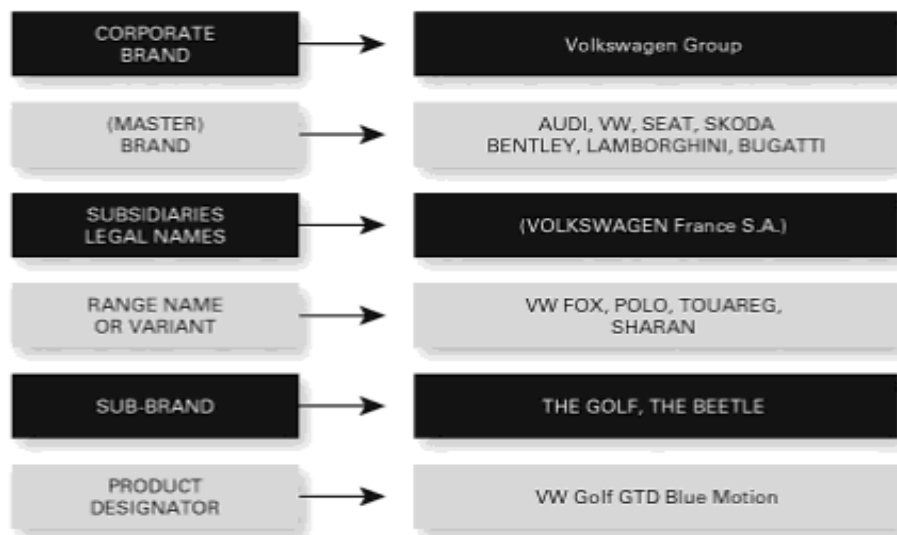 CORPORATE
BRAND
Volkswagen Group
(MASTER)
BRAND
AUDI, VW, SEAT, SKODA
BENTLEY, LAMBORGHINI, BUGATTI
SUBSIDIARIES
LEGAL NAMES
(VOLKSWAGEN France S.A.)
RANGE NAME
OR VARIANT
VW FOX, POLO, TOUAREG,
SHARAN
SUB-BRAND
THE GOLF, THE BEETLE
PRODUCT
DESIGNATOR
VW Golf GTD Blue Motion